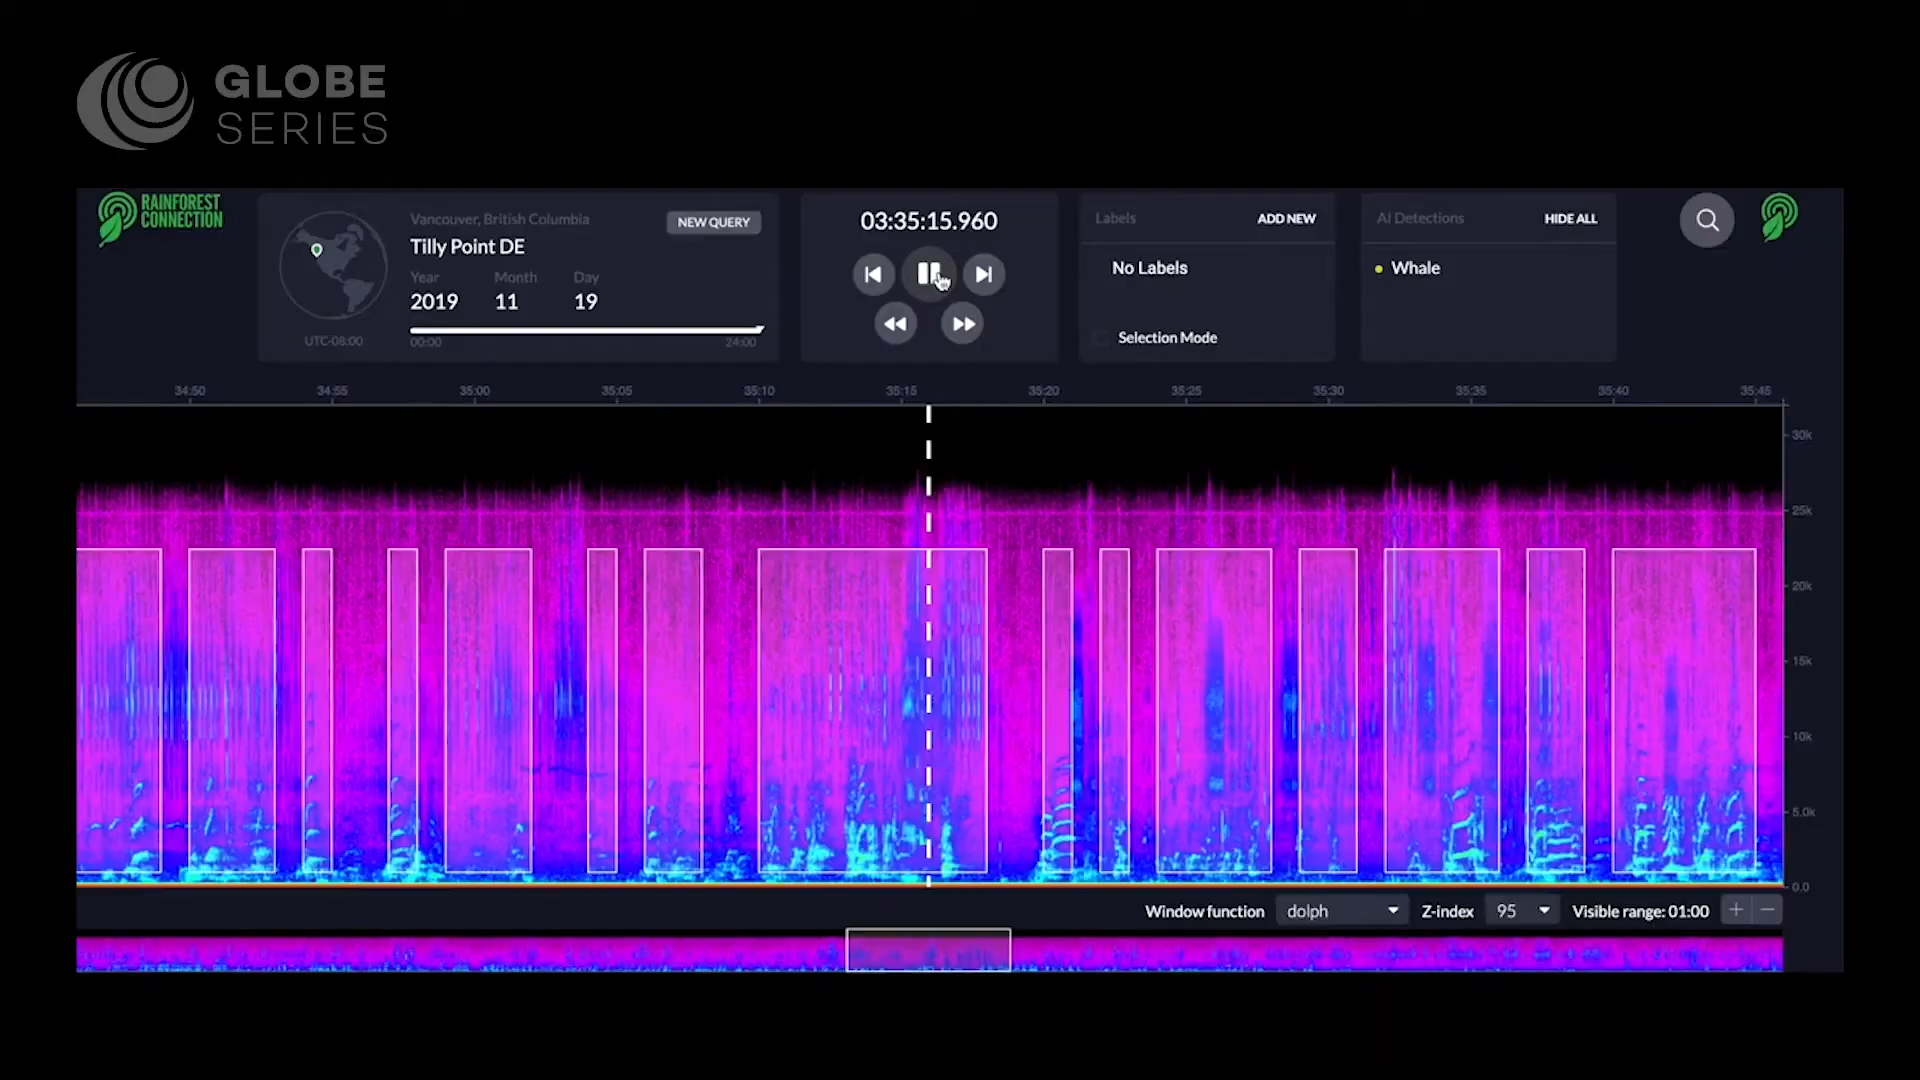 GLOBE
SERIES
RAINFOREST
CONNECTION
Vancouver, British Columbia
NEW QUERY
Tilly Point DE
Year Month Day
2019 11 19
UTC-08:00
00:00 24:00
03:35:15.960
Labels ADD NEW
No Labels
Selection Mode
AI Detections HIDE ALL
Whale
34:50 34:55 35:00 35:05 35:10 35:15 35:20 35:25 35:30 35:35 35:40 35:45
30k
25k
20k
15k
10k
5.0k
0.0
Window function dolph Z-index 95 Visible range: 01:00 + −